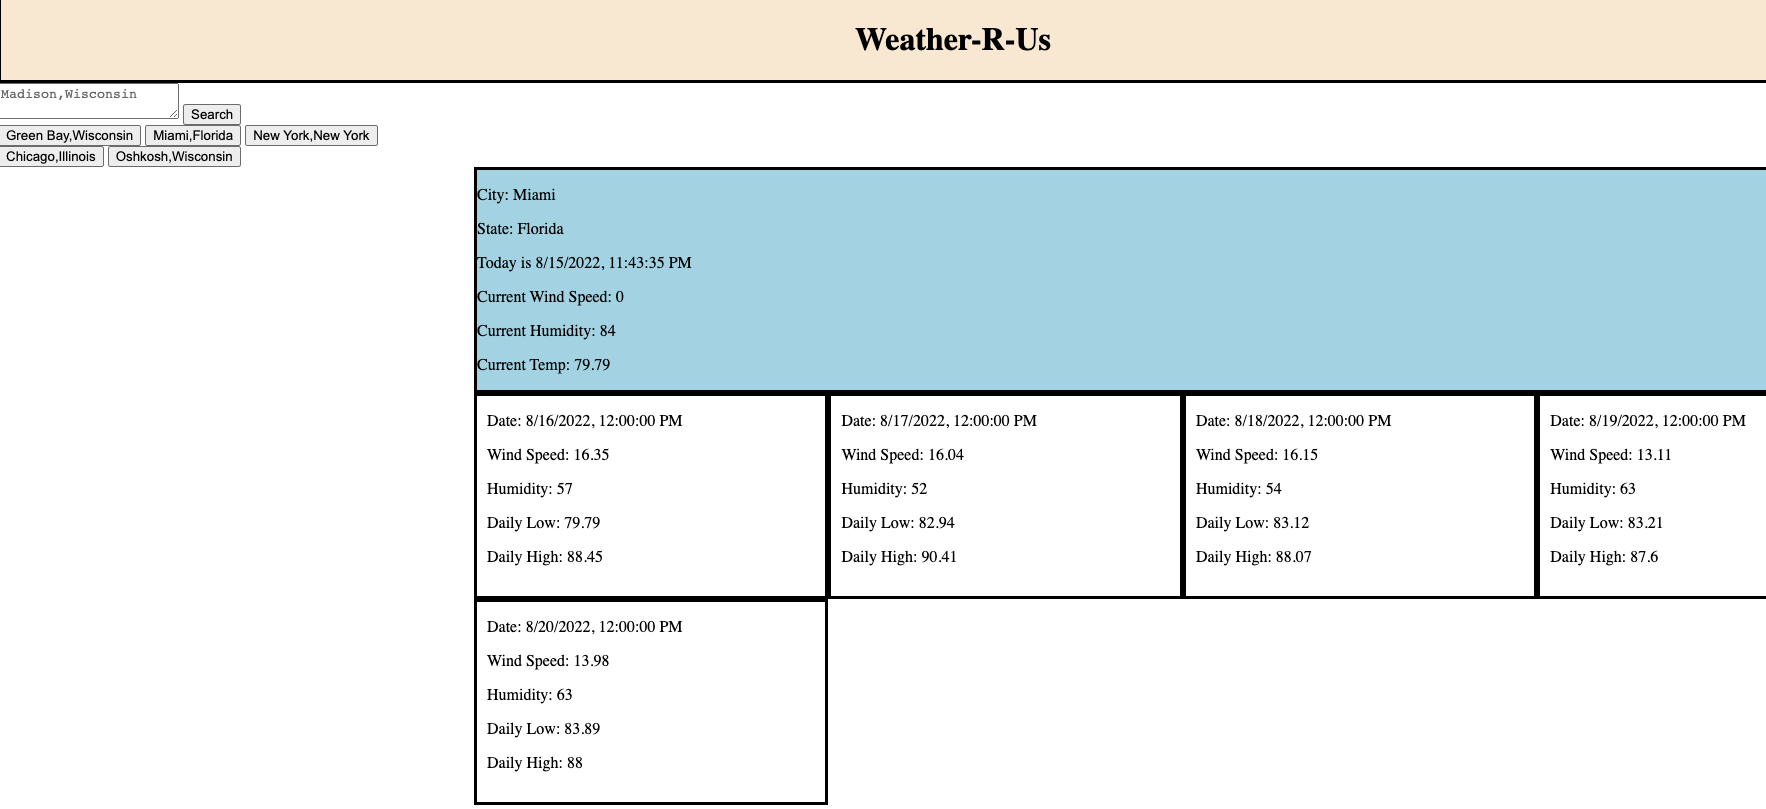 Weather-R-Us
Madison,Wisconsin
Search
Green Bay,Wisconsin
Miami,Florida
New York,New York
Chicago,Illinois
Oshkosh,Wisconsin
City: Miami
State: Florida
Today is 8/15/2022, 11:43:35 PM
Current Wind Speed: 0
Current Humidity: 84
Current Temp: 79.79
Date: 8/16/2022, 12:00:00 PM
Wind Speed: 16.35
Humidity: 57
Daily Low: 79.79
Daily High: 88.45
Date: 8/17/2022, 12:00:00 PM
Wind Speed: 16.04
Humidity: 52
Daily Low: 82.94
Daily High: 90.41
Date: 8/18/2022, 12:00:00 PM
Wind Speed: 16.15
Humidity: 54
Daily Low: 83.12
Daily High: 88.07
Date: 8/19/2022, 12:00:00 PM
Wind Speed: 13.11
Humidity: 63
Daily Low: 83.21
Daily High: 87.6
Date: 8/20/2022, 12:00:00 PM
Wind Speed: 13.98
Humidity: 63
Daily Low: 83.89
Daily High: 88